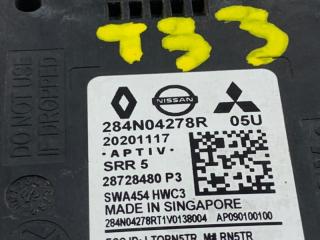 T33
DO NOT USE
IF DROPPED
NISSAN
284N04278R 05U
20201117
-APTIV-
SRR 5
28728480 P3
SWA454 HWC3
MADE IN SINGAPORE
284N04278RT1V0138004 AP090100100